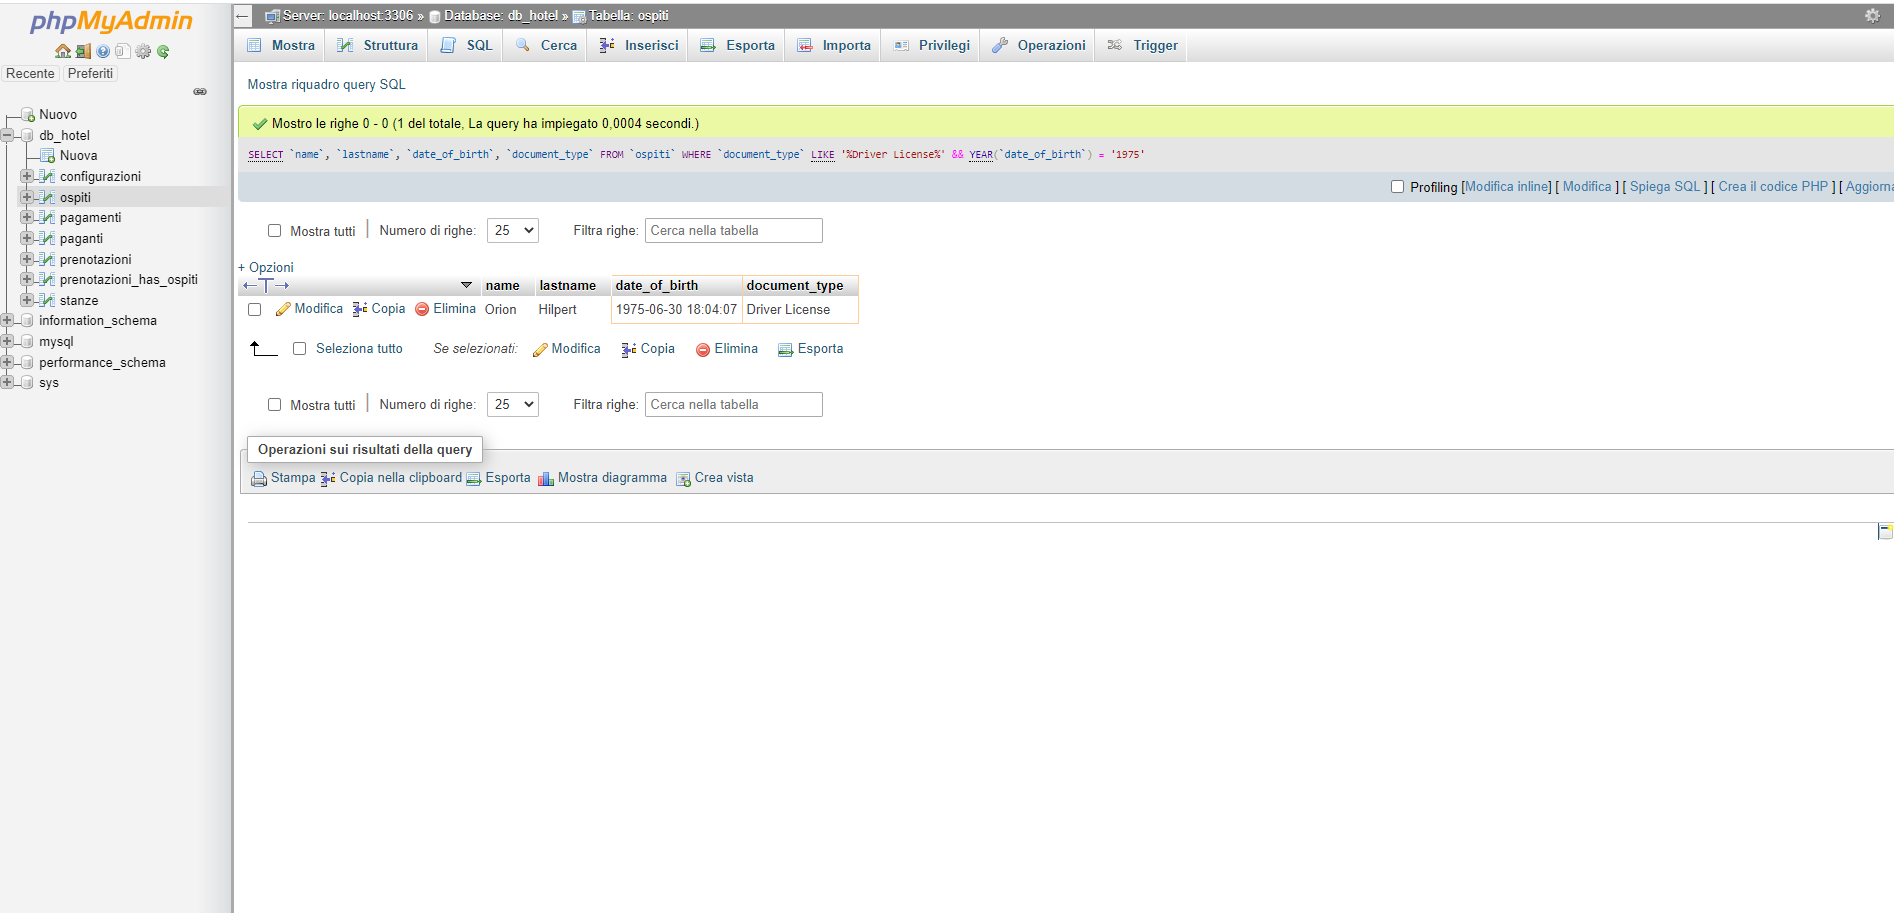 phpMyAdmin
Recente Preferiti
Nuovo
db_hotel
Nuova
configurazioni
ospiti
pagamenti
paganti
prenotazioni
prenotazioni_has_ospiti
stanze
information_schema
mysql
performance_schema
sys
Server: localhost:3306 » Database: db_hotel » Tabella: ospiti
Mostra Struttura SQL Cerca Inserisci Esporta Importa Privilegi Operazioni Trigger
Mostra riquadro query SQL
Mostro le righe 0 - 0 (1 del totale, La query ha impiegato 0,0004 secondi.)
SELECT `name`, `lastname`, `date_of_birth`, `document_type` FROM `ospiti` WHERE `document_type` LIKE '%Driver License%' && YEAR(`date_of_birth`) = '1975'
Profiling [Modifica inline] [ Modifica ] [ Spiega SQL ] [ Crea il codice PHP ] [ Aggiorna
Mostra tutti | Numero di righe: 25 Filtra righe: Cerca nella tabella
+ Opzioni
←T→ name lastname date_of_birth document_type
Modifica Copia Elimina Orion Hilpert 1975-06-30 18:04:07 Driver License
Seleziona tutto Se selezionati: Modifica Copia Elimina Esporta
Mostra tutti | Numero di righe: 25 Filtra righe: Cerca nella tabella
Operazioni sui risultati della query
Stampa Copia nella clipboard Esporta Mostra diagramma Crea vista